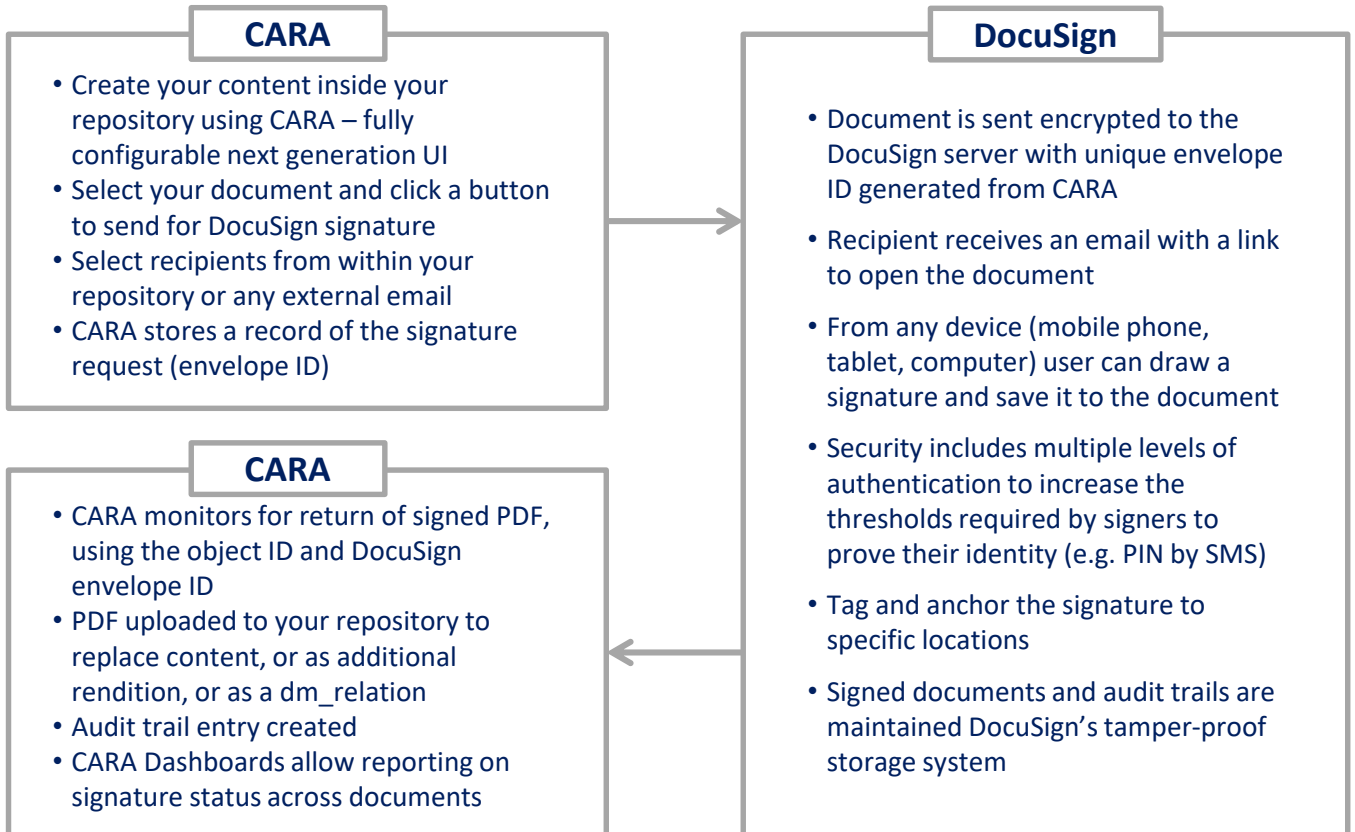 CARA
• Create your content inside your
repository using CARA – fully
configurable next generation UI
• Select your document and click a button
to send for DocuSign signature
• Select recipients from within your
repository or any external email
• CARA stores a record of the signature
request (envelope ID)
CARA
• CARA monitors for return of signed PDF,
using the object ID and DocuSign
envelope ID
• PDF uploaded to your repository to
replace content, or as additional
rendition, or as a dm_relation
• Audit trail entry created
• CARA Dashboards allow reporting on
signature status across documents
DocuSign
• Document is sent encrypted to the
DocuSign server with unique envelope
ID generated from CARA
• Recipient receives an email with a link
to open the document
• From any device (mobile phone,
tablet, computer) user can draw a
signature and save it to the document
• Security includes multiple levels of
authentication to increase the
thresholds required by signers to
prove their identity (e.g. PIN by SMS)
• Tag and anchor the signature to
specific locations
• Signed documents and audit trails are
maintained DocuSign’s tamper-proof
storage system